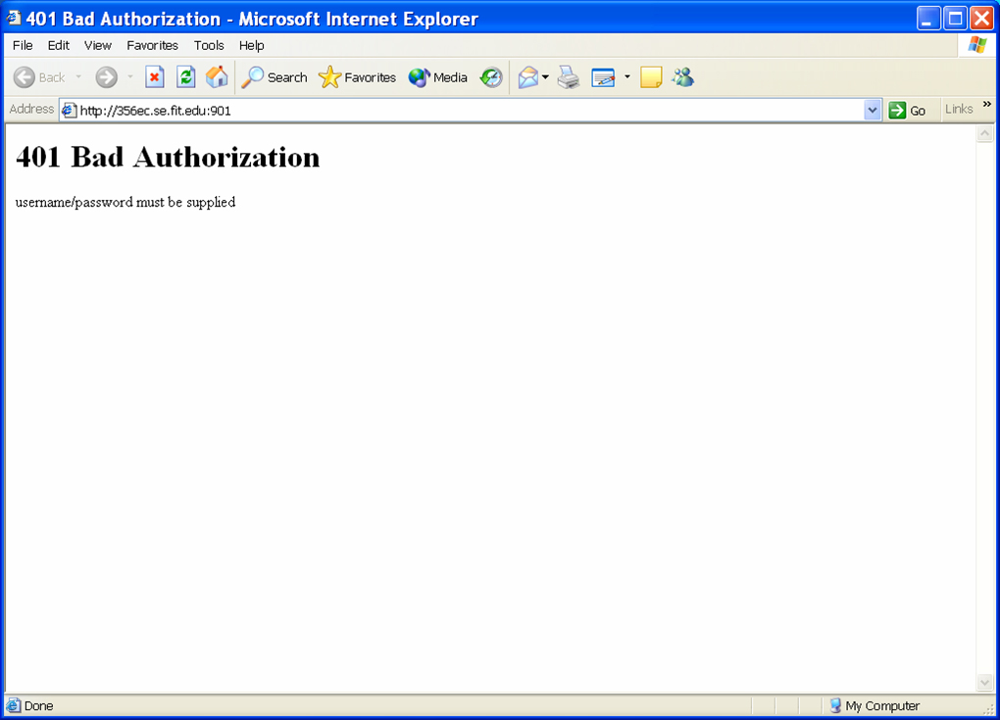 401 Bad Authorization - Microsoft Internet Explorer
File Edit View Favorites Tools Help
Back Search Favorites Media
Address http://356ec.se.fit.edu:901 Go Links »
401 Bad Authorization
username/password must be supplied
Done My Computer